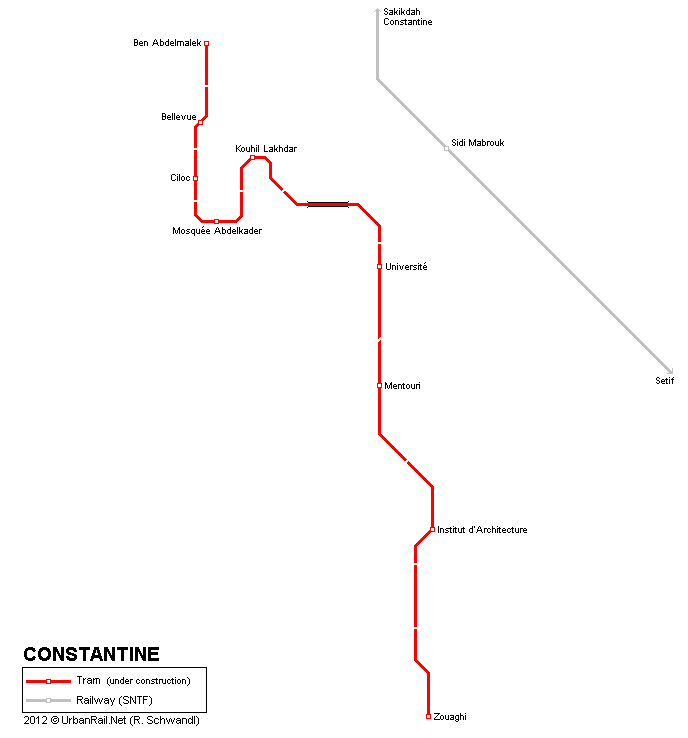 Sakikdah
Constantine
Ben Abdelmalek
Bellevue
Sidi Mabrouk
Kouhil Lakhdar
Ciloc
Mosquée Abdelkader
Université
Setif
Mentouri
Institut d'Architecture
CONSTANTINE
Tram (under construction)
Railway (SNTF)
2012 © UrbanRail.Net (R. Schwandl)
Zouaghi